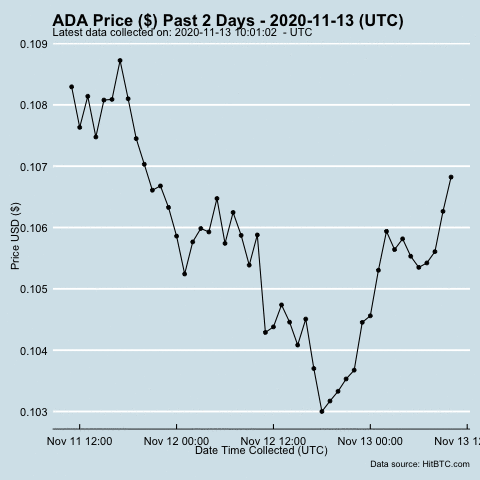 ADA Price ($) Past 2 Days - 2020-11-13 (UTC)
Latest data collected on: 2020-11-13 10:01:02 - UTC
0.109
0.108
0.107
0.106
0.105
0.104
0.103
Price USD ($)
Nov 11 12:00 Nov 12 00:00 Nov 12 12:00 Nov 13 00:00 Nov 13 12
Date Time Collected (UTC)
Data source: HitBTC.com